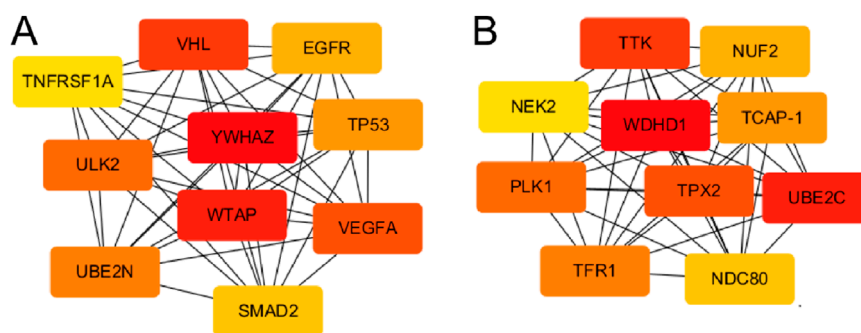 A
VHL
EGFR
TNFRSF1A
YWHAZ
TP53
ULK2
WTAP
VEGFA
UBE2N
SMAD2
B
TTK
NUF2
NEK2
WDHD1
TCAP-1
PLK1
TPX2
UBE2C
TFR1
NDC80